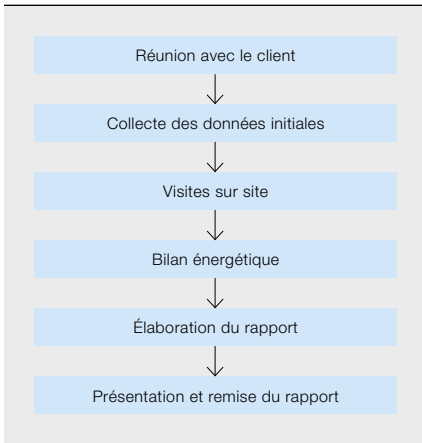 Réunion avec le client
Collecte des données initiales
Visites sur site
Bilan énergétique
Élaboration du rapport
Présentation et remise du rapport